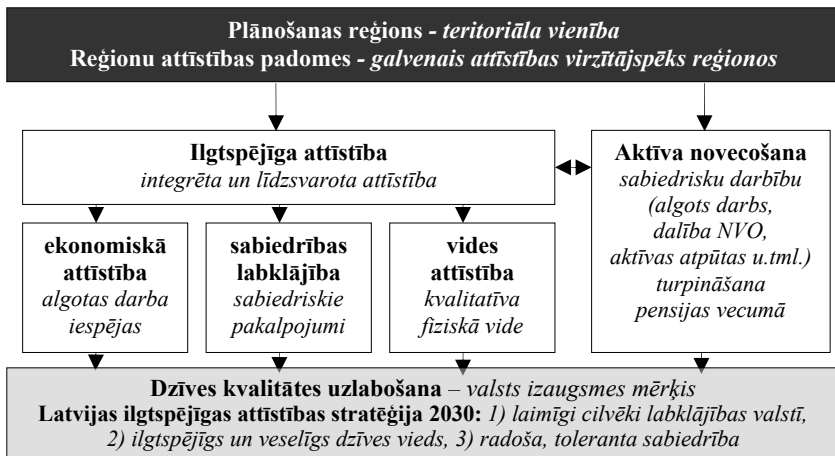 Plānošanas reģions - teritoriāla vienība
Reģionu attīstības padomes - galvenais attīstības virzītājspēks reģionos
Ilgtspējīga attīstība
integrēta un līdzsvarota attīstība
Aktīva novecošana
sabiedrisku darbību
(algots darbs,
dalība NVO,
aktīvas atpūtas u.tml.)
turpināšana
pensijas vecumā
ekonomiskā
attīstība
algotas darba
iespējas
sabiedrības
labklājība
sabiedriskie
pakalpojumi
vides
attīstība
kvalitatīva
fiziskā vide
Dzīves kvalitātes uzlabošana – valsts izaugsmes mērķis
Latvijas ilgtspējīgas attīstības stratēģija 2030: 1) laimīgi cilvēki labklājības valstī,
2) ilgtspējīgs un veselīgs dzīves vieds, 3) radoša, toleranta sabiedrība